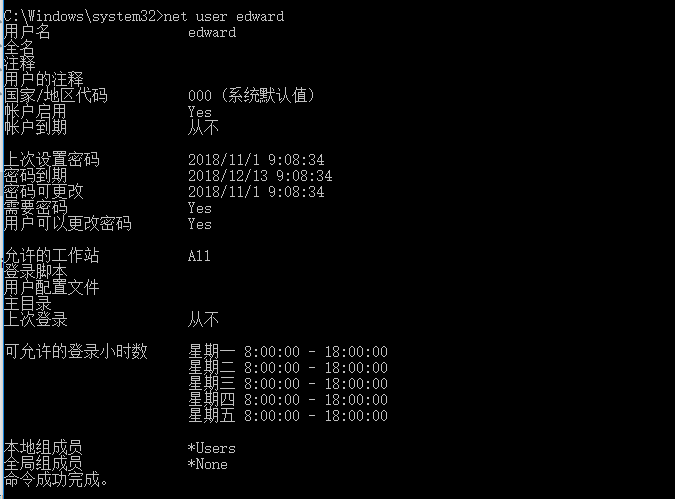 C:\Windows\system32>net user edward
用户名 edward
全名
注释
用户的注释
国家/地区代码 000 (系统默认值)
帐户启用 Yes
帐户到期 从不
上次设置密码 2018/11/1 9:08:34
密码到期 2018/12/13 9:08:34
密码可更改 2018/11/1 9:08:34
需要密码 Yes
用户可以更改密码 Yes
允许的工作站 All
登录脚本
用户配置文件
主目录
上次登录 从不
可允许的登录小时数 星期一 8:00:00 - 18:00:00
星期二 8:00:00 - 18:00:00
星期三 8:00:00 - 18:00:00
星期四 8:00:00 - 18:00:00
星期五 8:00:00 - 18:00:00
本地组成员 *Users
全局组成员 *None
命令成功完成。